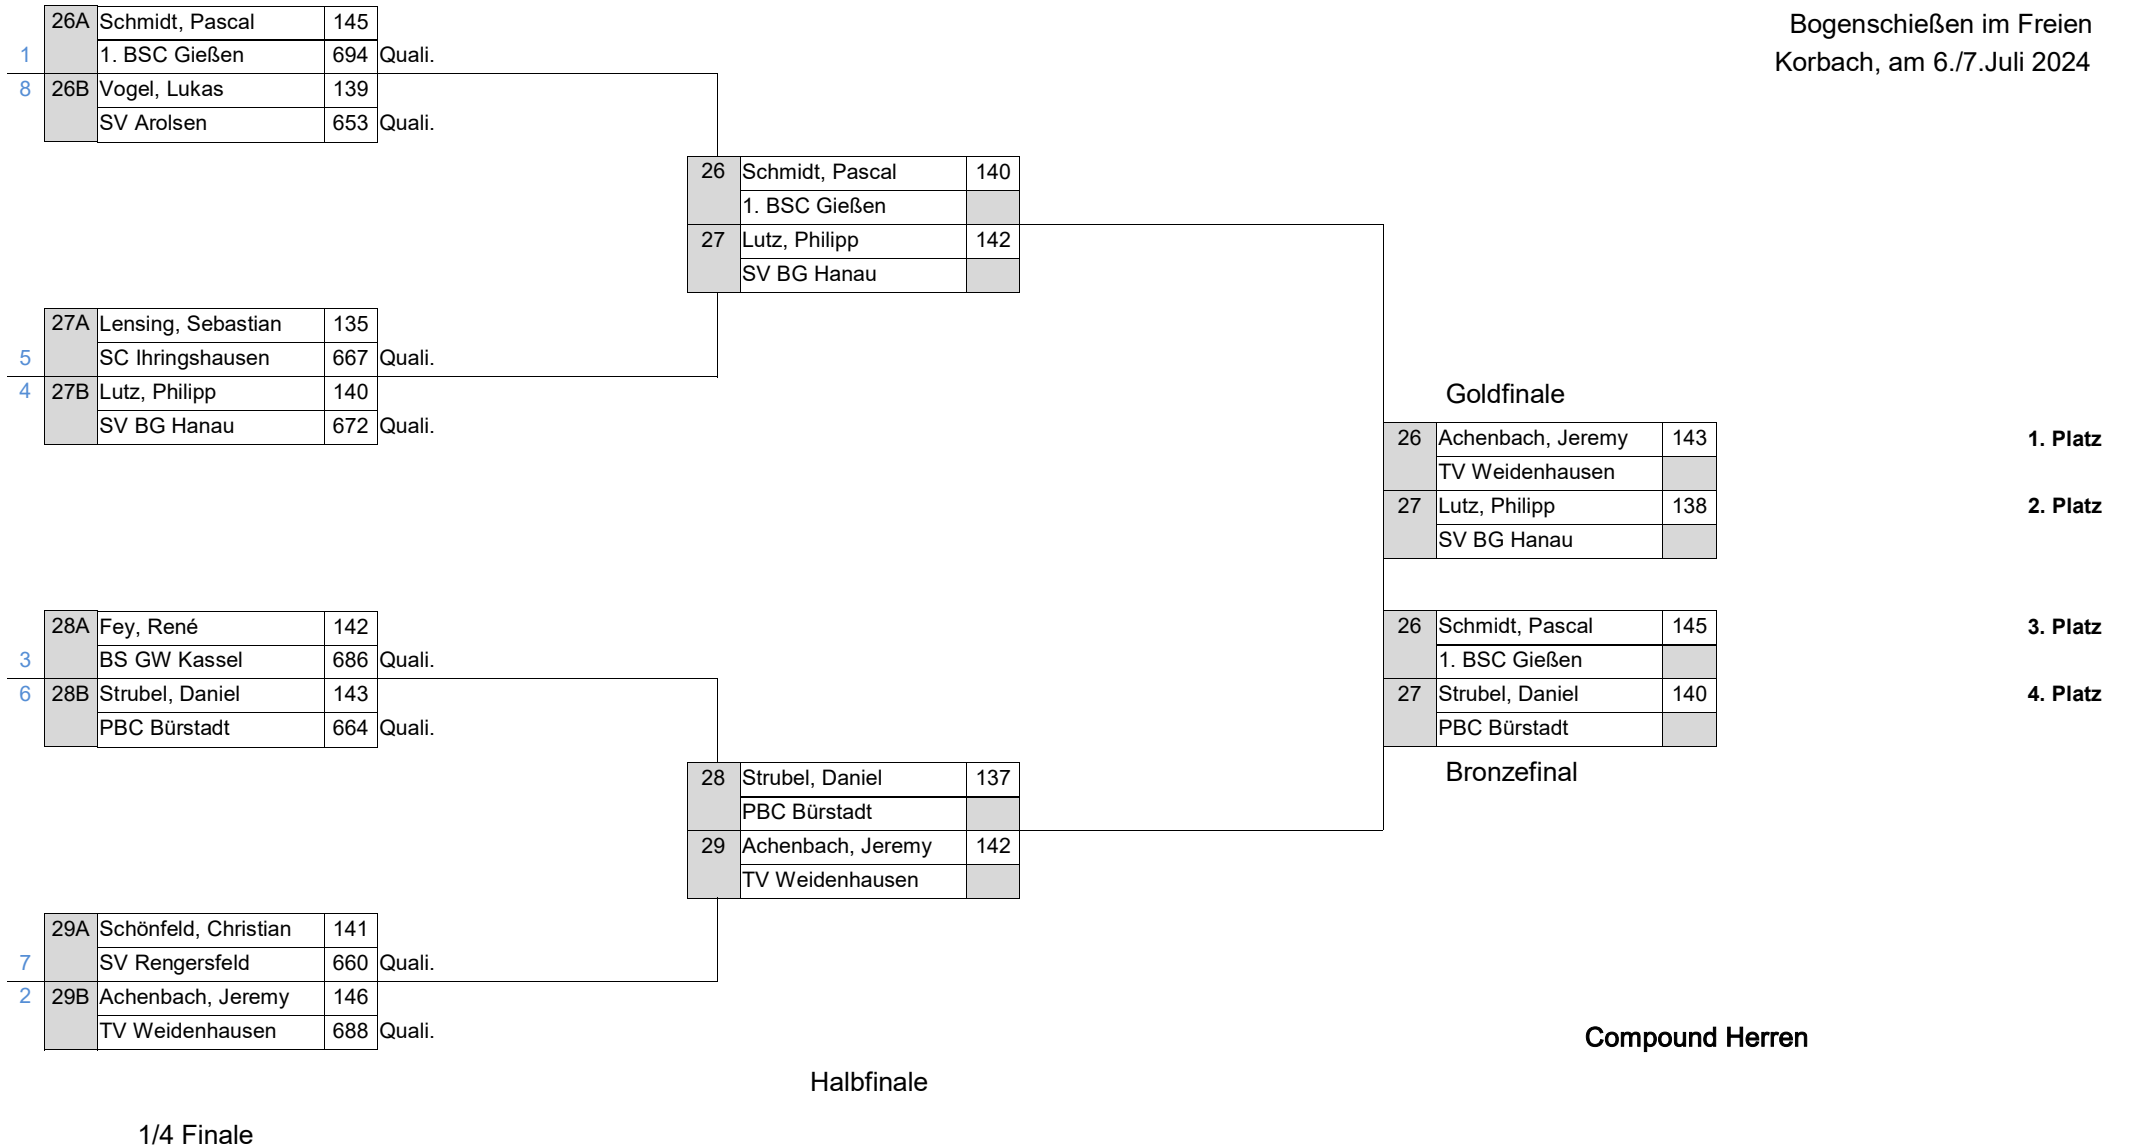 Bogenschießen im Freien
Korbach, am 6./7.Juli 2024
26A Schmidt, Pascal 145
1 1. BSC Gießen 694 Quali.
8 26B Vogel, Lukas 139
SV Arolsen 653 Quali.
26 Schmidt, Pascal 140
1. BSC Gießen
27 Lutz, Philipp 142
SV BG Hanau
27A Lensing, Sebastian 135
5 SC Ihringshausen 667 Quali.
4 27B Lutz, Philipp 140
SV BG Hanau 672 Quali.
Goldfinale
26 Achenbach, Jeremy 143 1. Platz
TV Weidenhausen
27 Lutz, Philipp 138 2. Platz
SV BG Hanau
28A Fey, René 142
3 BS GW Kassel 686 Quali.
6 28B Strubel, Daniel 143
PBC Bürstadt 664 Quali.
26 Schmidt, Pascal 145 3. Platz
1. BSC Gießen
27 Strubel, Daniel 140 4. Platz
PBC Bürstadt
Bronzefinal
28 Strubel, Daniel 137
PBC Bürstadt
29 Achenbach, Jeremy 142
TV Weidenhausen
29A Schönfeld, Christian 141
7 SV Rengersfeld 660 Quali.
2 29B Achenbach, Jeremy 146
TV Weidenhausen 688 Quali.
Compound Herren
Halbfinale
1/4 Finale